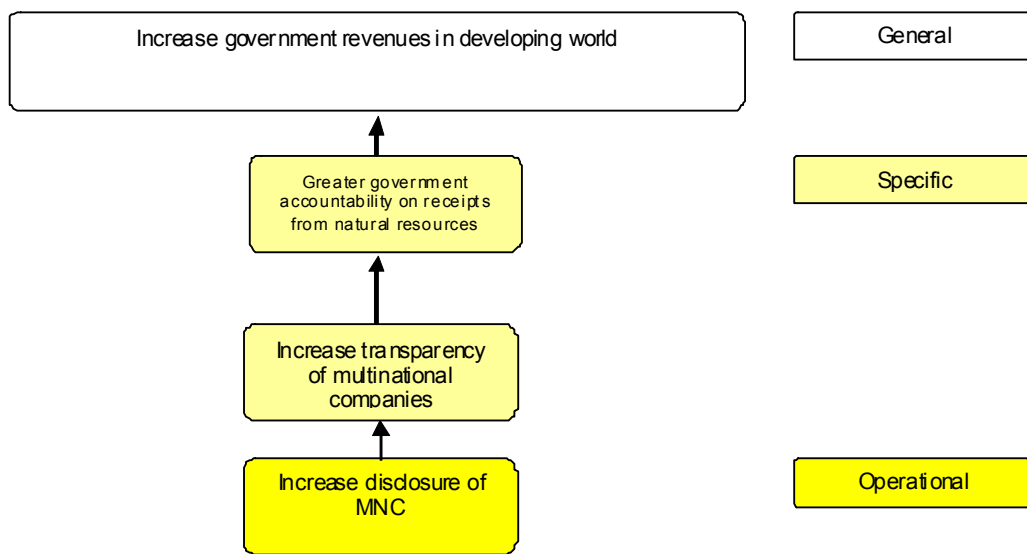 Increase government revenues in developing world
General
Greater government
accountability on receipts
from natural resources
Specific
Increase transparency
of multinational
companies
Increase disclosure of
MNC
Operational